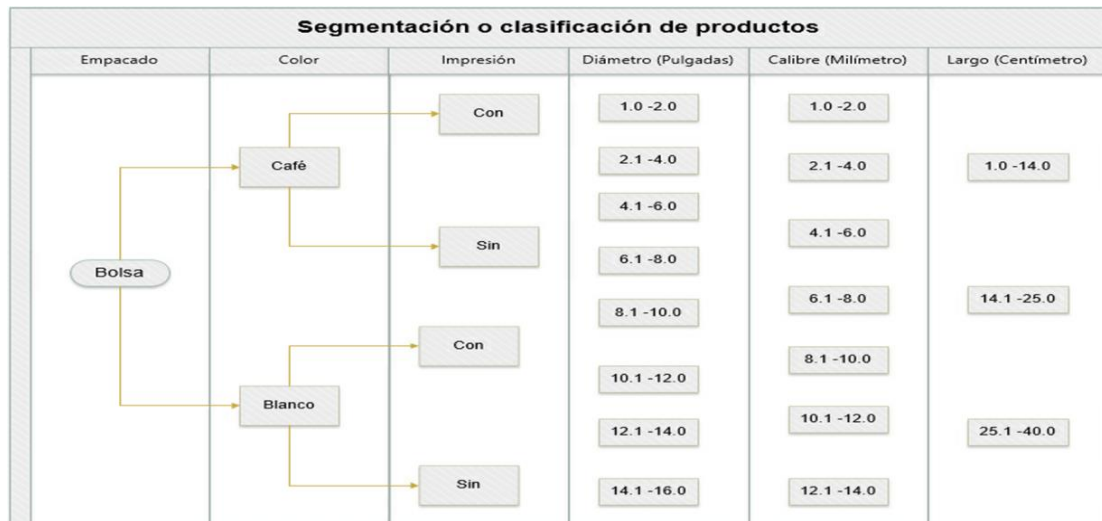 Segmentación o clasificación de productos
Empacado
Color
Impresión
Diámetro (Pulgadas)
Calibre (Milímetro)
Largo (Centímetro)
Bolsa
Café
Blanco
Con
Sin
Con
Sin
1.0 -2.0
2.1 -4.0
4.1 -6.0
6.1 -8.0
8.1 -10.0
10.1 -12.0
12.1 -14.0
14.1 -16.0
1.0 -2.0
2.1 -4.0
4.1 -6.0
6.1 -8.0
8.1 -10.0
10.1 -12.0
12.1 -14.0
1.0 -14.0
14.1 -25.0
25.1 -40.0